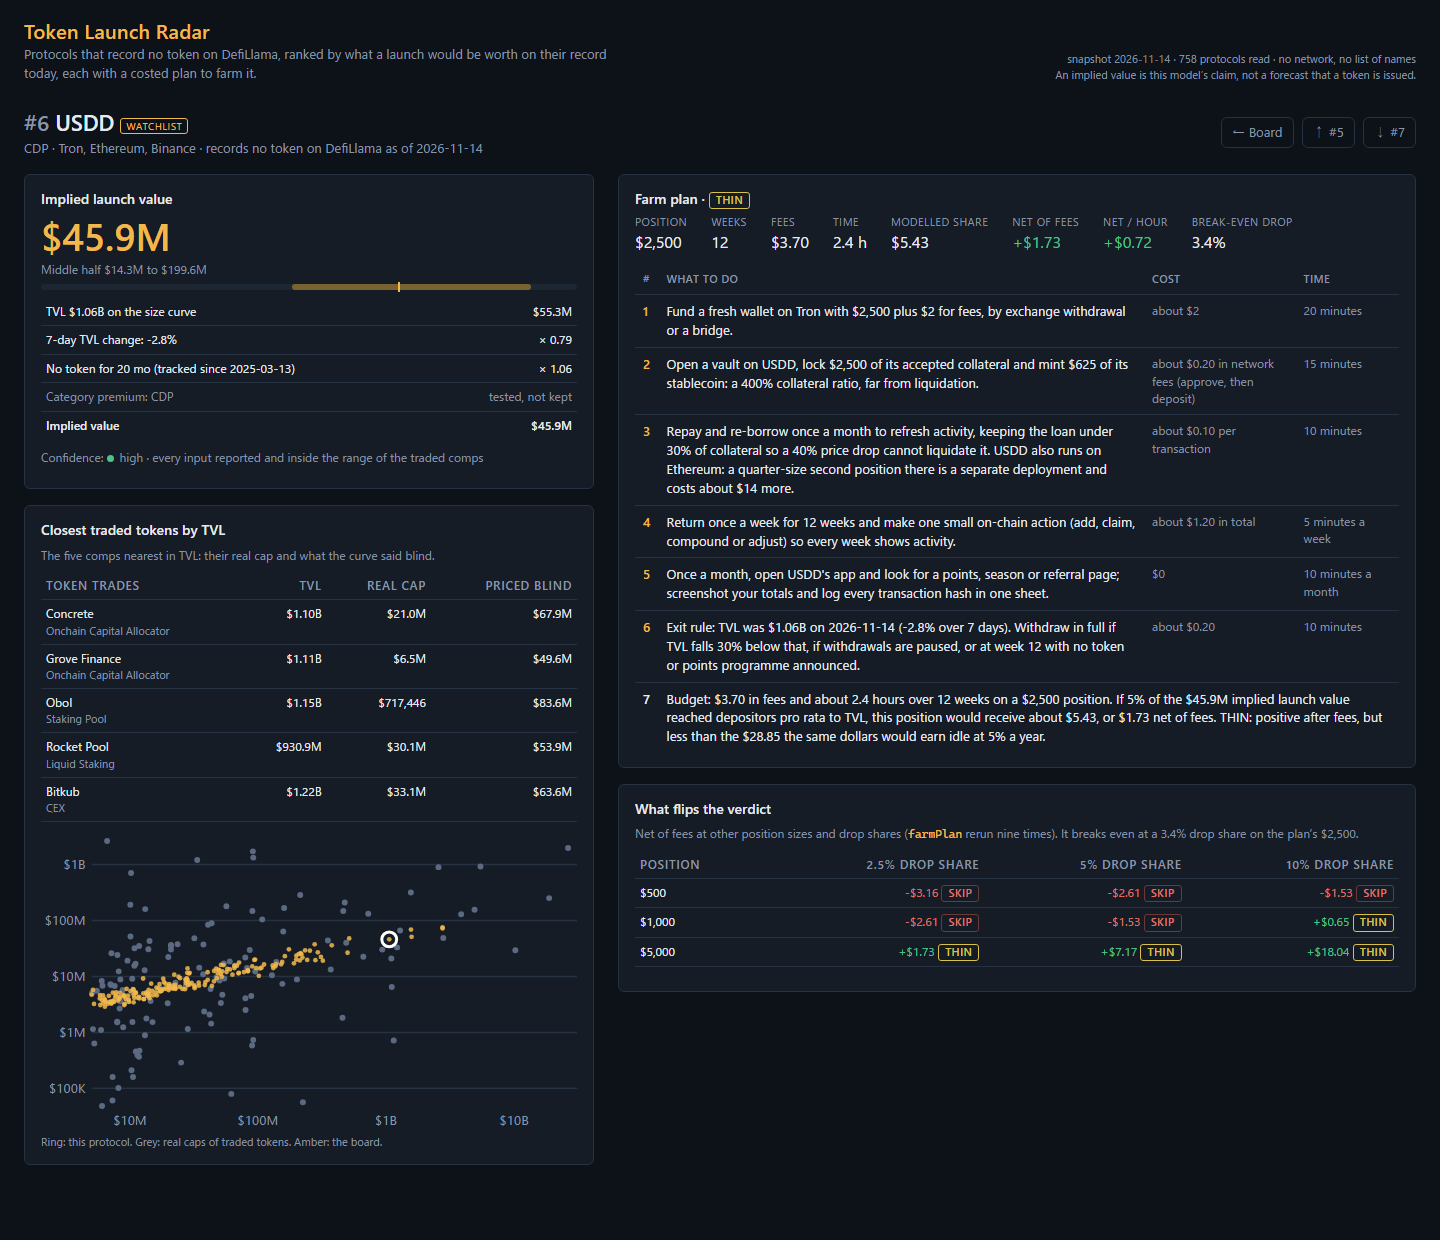 Token Launch Radar
Protocols that record no token on DefiLlama, ranked by what a launch would be worth on their record
today, each with a costed plan to farm it.
snapshot 2026-11-14 · 758 protocols read · no network, no list of names
An implied value is this model's claim, not a forecast that a token is issued.
#6 USDD WATCHLIST
CDP · Tron, Ethereum, Binance · records no token on DefiLlama as of 2026-11-14
← Board
↑ #5
↓ #7
Implied launch value
$45.9M
Middle half $14.3M to $199.6M
TVL $1.06B on the size curve $55.3M
7-day TVL change: -2.8% × 0.79
No token for 20 mo (tracked since 2025-03-13) × 1.06
Category premium: CDP tested, not kept
Implied value $45.9M
Confidence: high · every input reported and inside the range of the traded comps
Closest traded tokens by TVL
The five comps nearest in TVL: their real cap and what the curve said blind.
TOKEN TRADES TVL REAL CAP PRICED BLIND
Concrete $1.10B $21.0M $67.9M
Onchain Capital Allocator
Grove Finance $1.11B $6.5M $49.6M
Onchain Capital Allocator
Obol $1.15B $717,446 $83.6M
Staking Pool
Rocket Pool $930.9M $30.1M $53.9M
Liquid Staking
Bitkub $1.22B $33.1M $63.6M
CEX
$1B
$100M
$10M
$1M
$100K
$10M $100M $1B $10B
Ring: this protocol. Grey: real caps of traded tokens. Amber: the board.
Farm plan · THIN
POSITION WEEKS FEES TIME MODELLED SHARE NET OF FEES NET / HOUR BREAK-EVEN DROP
$2,500 12 $3.70 2.4 h $5.43 +$1.73 +$0.72 3.4%
# WHAT TO DO COST TIME
1 Fund a fresh wallet on Tron with $2,500 plus $2 for fees, by exchange withdrawal about $2 20 minutes
or a bridge.
2 Open a vault on USDD, lock $2,500 of its accepted collateral and mint $625 of its about $0.20 in network 15 minutes
stablecoin: a 400% collateral ratio, far from liquidation. fees (approve, then
deposit)
3 Repay and re-borrow once a month to refresh activity, keeping the loan under about $0.10 per 10 minutes
30% of collateral so a 40% price drop cannot liquidate it. USDD also runs on transaction
Ethereum: a quarter-size second position there is a separate deployment and
costs about $14 more.
4 Return once a week for 12 weeks and make one small on-chain action (add, claim, about $1.20 in total 5 minutes a
compound or adjust) so every week shows activity. week
5 Once a month, open USDD's app and look for a points, season or referral page; $0 10 minutes a
screenshot your totals and log every transaction hash in one sheet. month
6 Exit rule: TVL was $1.06B on 2026-11-14 (-2.8% over 7 days). Withdraw in full if about $0.20 10 minutes
TVL falls 30% below that, if withdrawals are paused, or at week 12 with no token
or points programme announced.
7 Budget: $3.70 in fees and about 2.4 hours over 12 weeks on a $2,500 position. If 5% of the $45.9M implied launch value
reached depositors pro rata to TVL, this position would receive about $5.43, or $1.73 net of fees. THIN: positive after fees, but
less than the $28.85 the same dollars would earn idle at 5% a year.
What flips the verdict
Net of fees at other position sizes and drop shares (farmPlan rerun nine times). It breaks even at a 3.4% drop share on the plan's $2,500.
POSITION 2.5% DROP SHARE 5% DROP SHARE 10% DROP SHARE
$500 -$3.16 SKIP -$2.61 SKIP -$1.53 SKIP
$1,000 -$2.61 SKIP -$1.53 SKIP +$0.65 THIN
$5,000 +$1.73 THIN +$7.17 THIN +$18.04 THIN